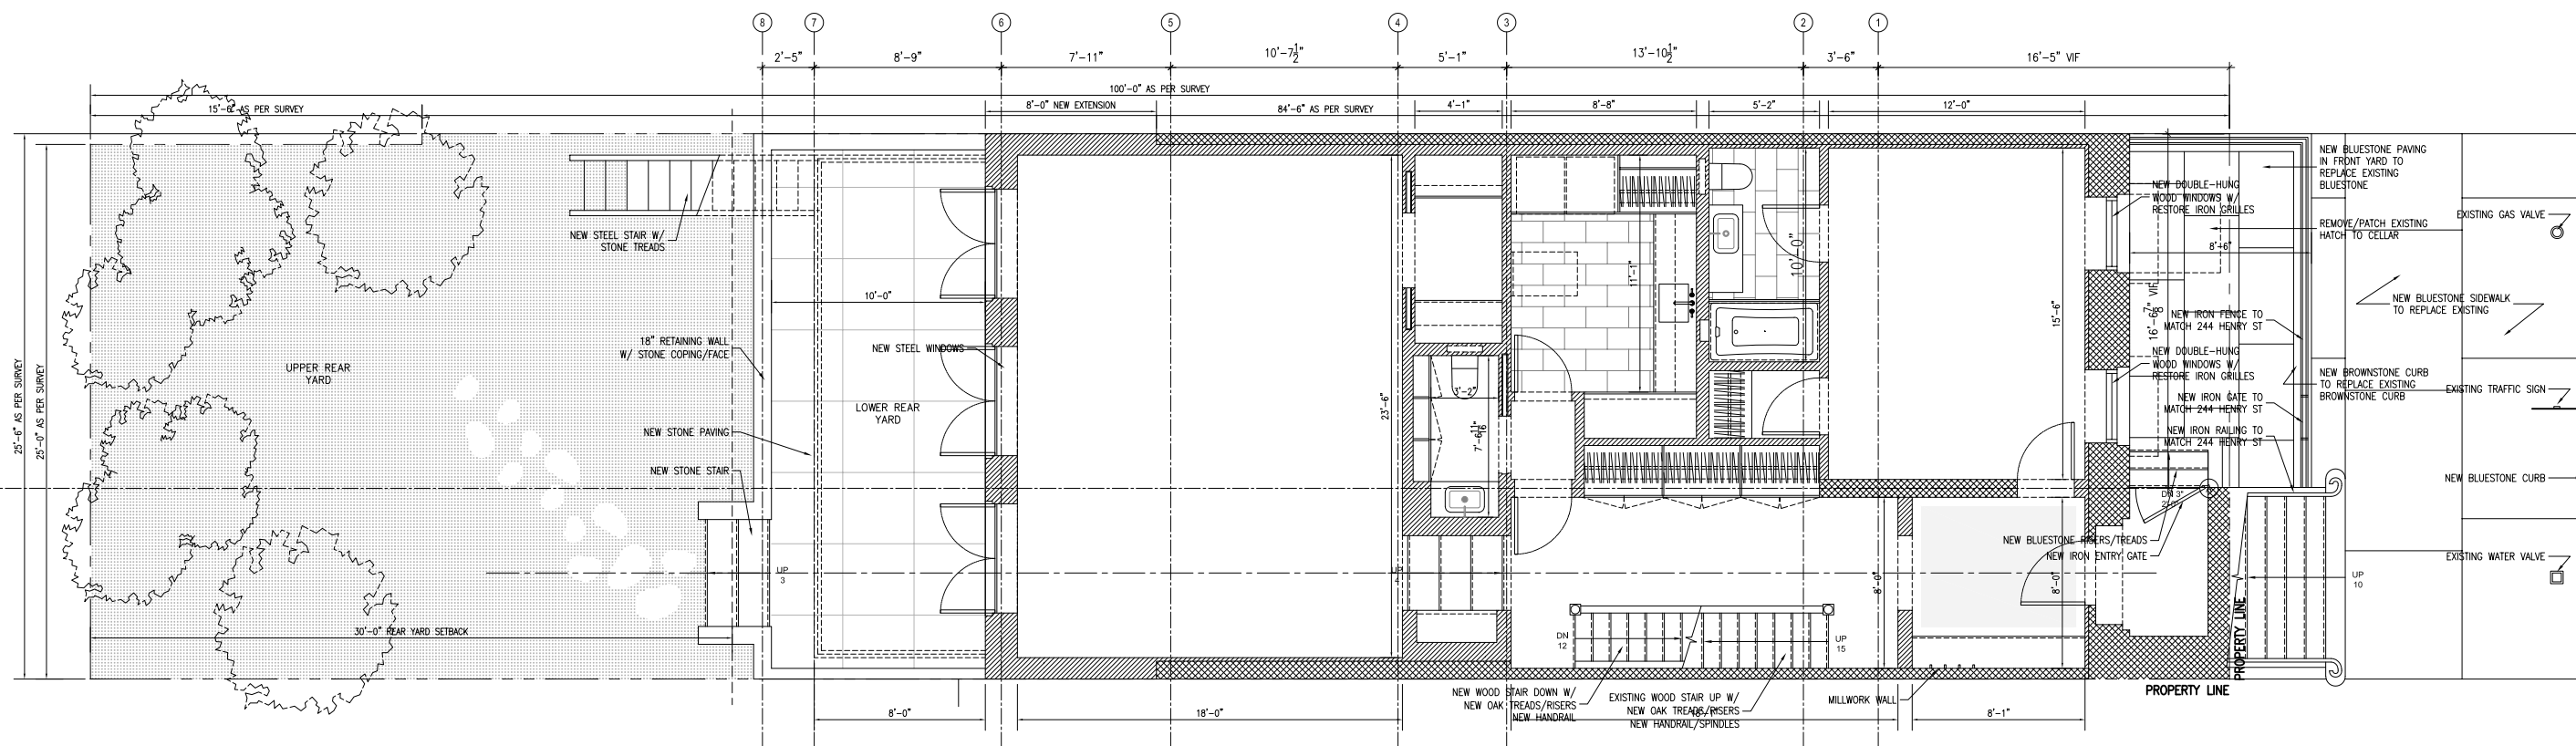 8
7
6
5
4
3
2
1
2'-5"
8'-9"
7'-11"
10'-7½"
5'-1"
13'-10½"
3'-6"
16'-5" VIF
100'-0" AS PER SURVEY
15'-6" AS PER SURVEY
8'-0" NEW EXTENSION
84'-6" AS PER SURVEY
4'-1"
8'-8"
5'-2"
12'-0"
NEW BLUESTONE PAVING
IN FRONT YARD TO
REPLACE EXISTING
BLUESTONE
NEW DOUBLE-HUNG
WOOD WINDOWS W/
RESTORE IRON GRILLES
EXISTING GAS VALVE
REMOVE/PATCH EXISTING
HATCH TO CELLAR
8'-6"
NEW STEEL STAIR W/
STONE TREADS
10'-0"
11'-1"
10'-0"
15'-6"
NEW BLUESTONE SIDEWALK
TO REPLACE EXISTING
NEW IRON FENCE TO
MATCH 244 HENRY ST
18" RETAINING WALL
W/ STONE COPING/FACE
NEW STEEL WINDOWS
NEW DOUBLE-HUNG
WOOD WINDOWS W/
RESTORE IRON GRILLES
UPPER REAR
YARD
NEW BROWNSTONE CURB
TO REPLACE EXISTING
BROWNSTONE CURB
EXISTING TRAFFIC SIGN
25'-6" AS PER SURVEY
25'-0" AS PER SURVEY
3'-2"
23'-6"
LOWER REAR
YARD
NEW IRON GATE TO
MATCH 244 HENRY ST
NEW STONE PAVING
NEW IRON RAILING TO
MATCH 244 HENRY ST
NEW STONE STAIR
NEW BLUESTONE CURB
NEW BLUESTONE RISERS/TREADS
NEW IRON ENTRY GATE
EXISTING WATER VALVE
UP
3
UP
4
8'-0"
8'-0"
UP
10
30'-0" REAR YARD SETBACK
DN
12
UP
15
PROPERTY LINE
PROPERTY LINE
NEW WOOD STAIR DOWN W/
NEW OAK TREADS/RISERS
NEW HANDRAIL
EXISTING WOOD STAIR UP W/
NEW OAK TREADS/RISERS
NEW HANDRAIL/SPINDLES
MILLWORK WALL
8'-0"
18'-0"
8'-1"